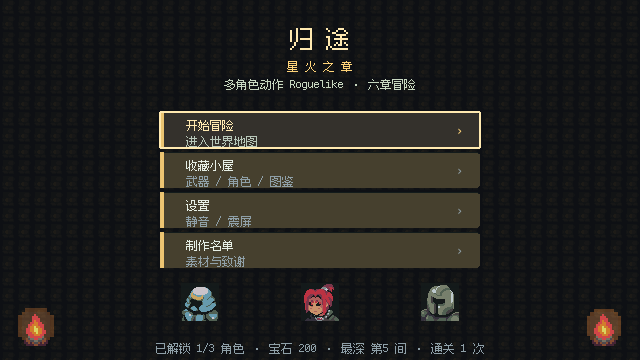 归途
星火之章
多角色动作 Roguelike · 六章冒险
开始冒险 ›
进入世界地图
收藏小屋 ›
武器 / 角色 / 图鉴
设置 ›
静音 / 震屏
制作名单 ›
素材与致谢
已解锁 1/3 角色 · 宝石 200 · 最深 第5 间 · 通关 1 次